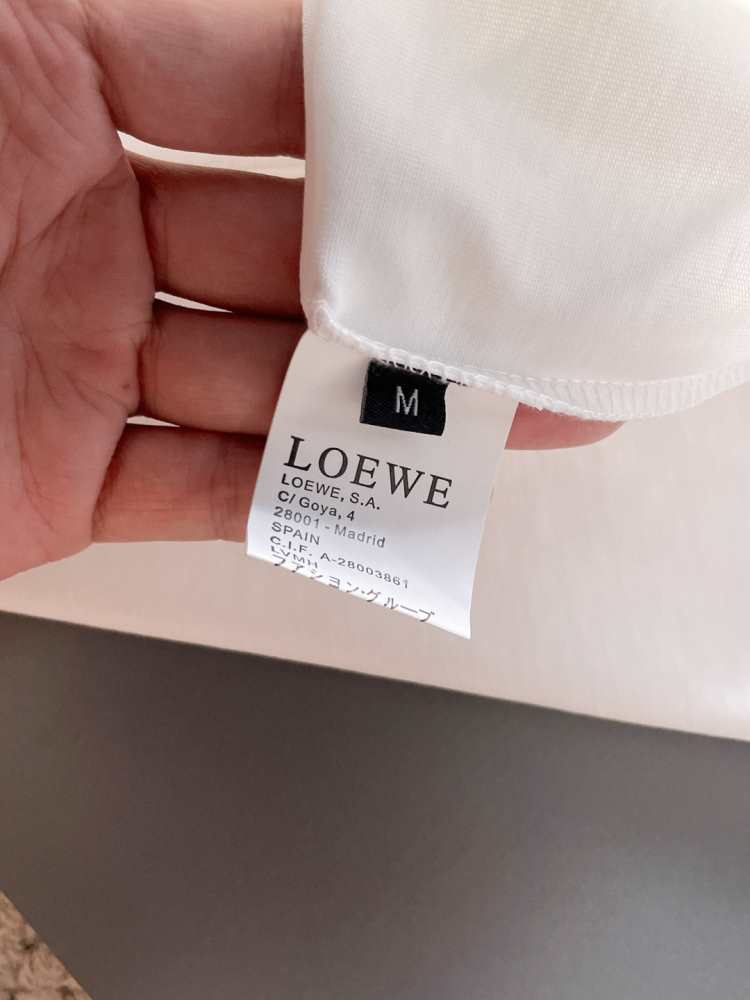 M
LOEWE
LOEWE, S.A.
C/ Goya, 4
28001 - Madrid
SPAIN
C.I.F. A-28003861
LVMH
ファション・グループ